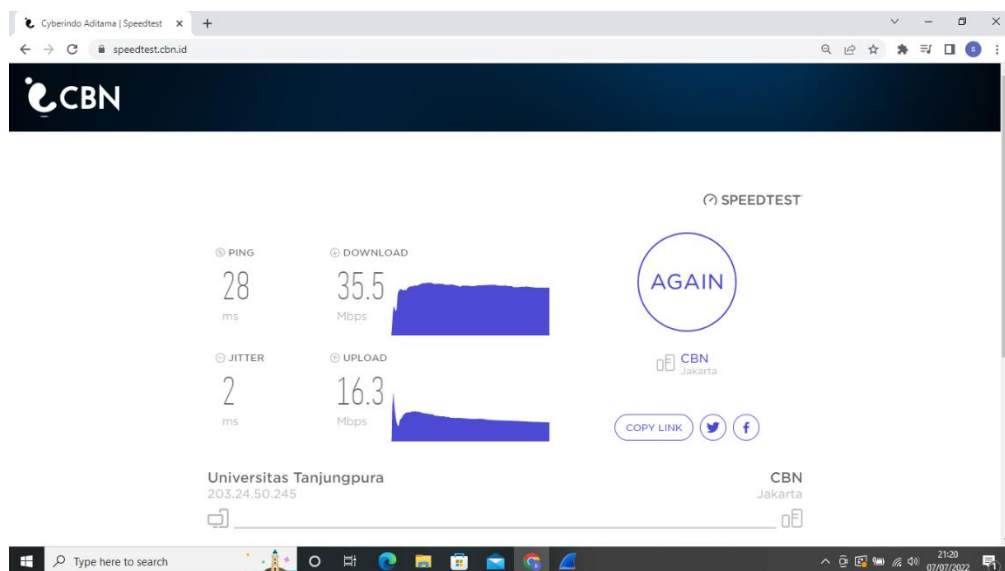 Cyberindo Aditama | Speedtest
speedtest.cbn.id
CBN
SPEEDTEST
PING
28
ms
DOWNLOAD
35.5
Mbps
AGAIN
JITTER
2
ms
UPLOAD
16.3
Mbps
CBN
Jakarta
COPY LINK
Universitas Tanjungpura
203.24.50.245
CBN
Jakarta
Type here to search
21:20
07/07/2022